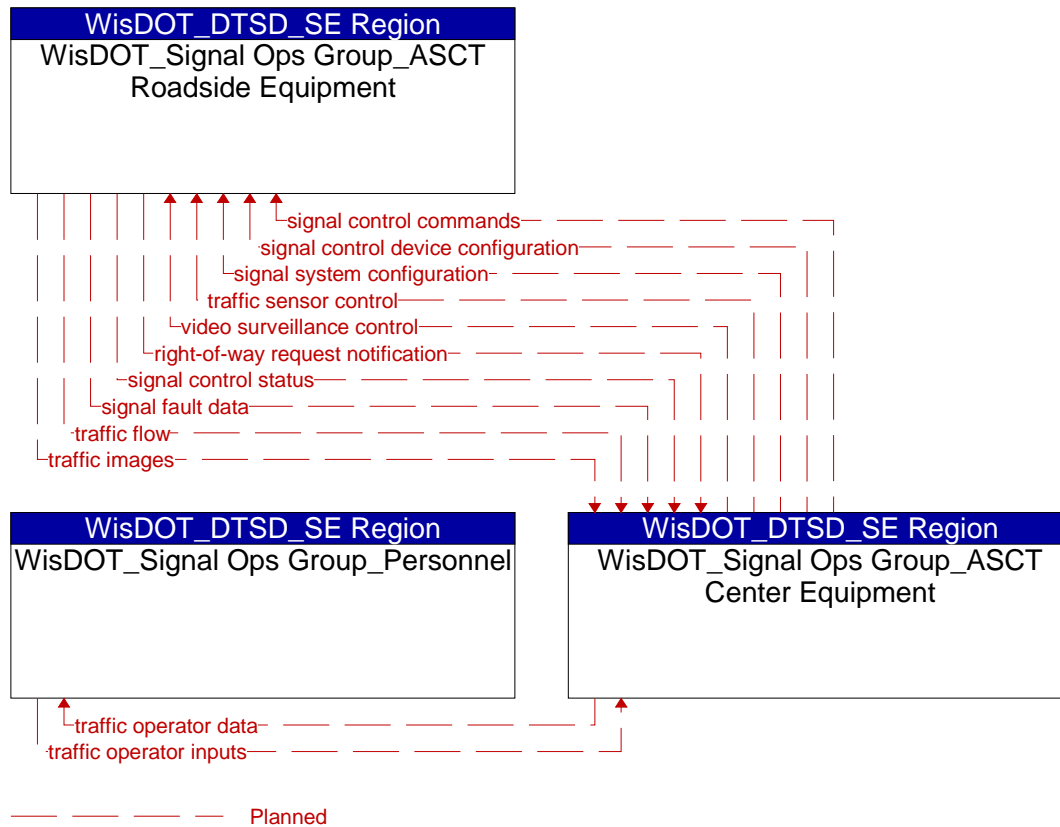 WisDOT_DTSD_SE Region
WisDOT_Signal Ops Group_ASCT
Roadside Equipment
signal control commands
signal control device configuration
signal system configuration
traffic sensor control
video surveillance control
right-of-way request notification
signal control status
signal fault data
traffic flow
traffic images
WisDOT_DTSD_SE Region
WisDOT_Signal Ops Group_Personnel
WisDOT_DTSD_SE Region
WisDOT_Signal Ops Group_ASCT
Center Equipment
traffic operator data
traffic operator inputs
Planned